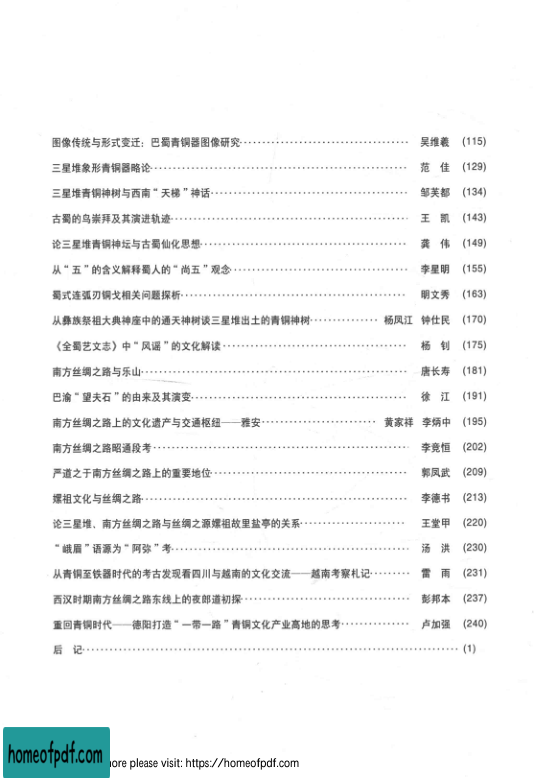 图像传统与形式变迁：巴蜀青铜器图像研究 吴维羲 (115)
三星堆象形青铜器略论 范 佳 (129)
三星堆青铜神树与西南“天梯”神话 邹芙都 (134)
古蜀的鸟崇拜及其演进轨迹 王 凯 (143)
论三星堆青铜神坛与古蜀仙化思想 龚 伟 (149)
从“五”的含义解释蜀人的“尚五”观念 李星明 (155)
蜀式连弧刃铜戈相关问题探析 明文秀 (163)
从彝族祭祖大典神座中的通天神树谈三星堆出土的青铜神树 杨凤江 钟仕民 (170)
《全蜀艺文志》中“风谣”的文化解读 杨 钊 (175)
南方丝绸之路与乐山 唐长寿 (181)
巴渝“望夫石”的由来及其演变 徐 江 (191)
南方丝绸之路上的文化遗产与交通枢纽——雅安 黄家祥 李炳中 (195)
南方丝绸之路昭通段考 李竞恒 (202)
严道之于南方丝绸之路上的重要地位 郭凤武 (209)
嫘祖文化与丝绸之路 李德书 (213)
论三星堆、南方丝绸之路与丝绸之源嫘祖故里盐亭的关系 王堂甲 (220)
“峨眉”语源为“阿弥”考 汤 洪 (230)
从青铜至铁器时代的考古发现看四川与越南的文化交流——越南考察札记 雷 雨 (231)
西汉时期南方丝绸之路东线上的夜郎道初探 彭邦本 (237)
重回青铜时代——德阳打造“一带一路”青铜文化产业高地的思考 卢加强 (240)
后 记 (1)
homeofpdf.com
more please visit: https://homeofpdf.com